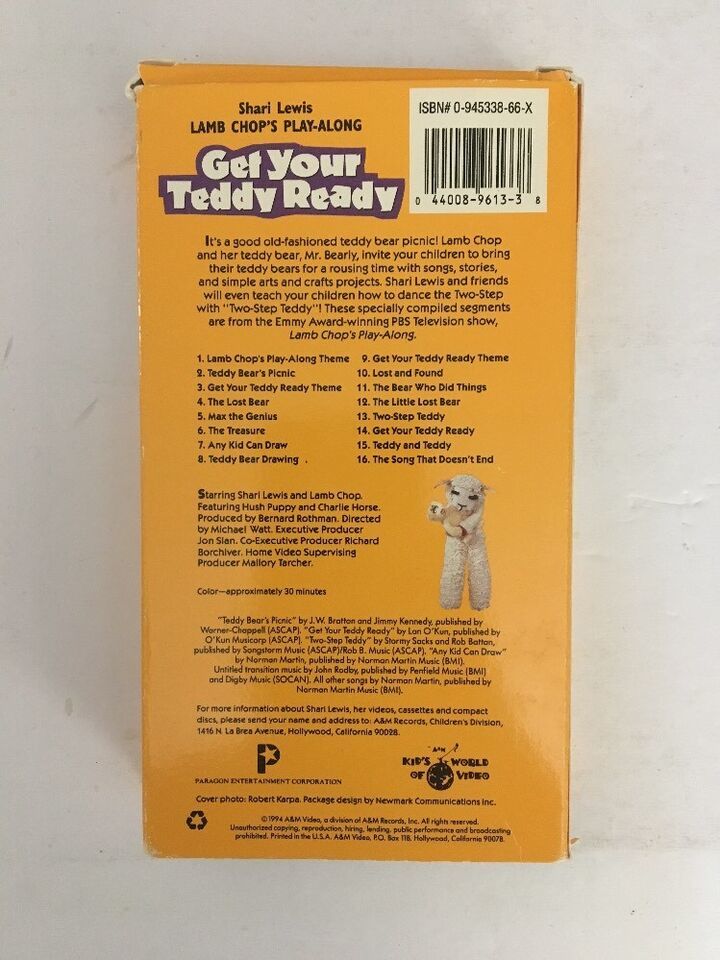 Shari Lewis
LAMB CHOP'S PLAY-ALONG
Get Your
Teddy Ready
ISBN# 0-945338-66-X
0 44008-9613-3 8
It's a good old-fashioned teddy bear picnic! Lamb Chop
and her teddy bear, Mr. Bearly, invite your children to bring
their teddy bears for a rousing time with songs, stories,
and simple arts and crafts projects. Shari Lewis and friends
will even teach your children how to dance the Two-Step
with "Two-Step Teddy"! These specially compiled segments
are from the Emmy Award-winning PBS Television show,
Lamb Chop's Play-Along.
1. Lamb Chop's Play-Along Theme
2. Teddy Bear's Picnic
3. Get Your Teddy Ready Theme
4. The Lost Bear
5. Max the Genius
6. The Treasure
7. Any Kid Can Draw
8. Teddy Bear Drawing
9. Get Your Teddy Ready Theme
10. Lost and Found
11. The Bear Who Did Things
12. The Little Lost Bear
13. Two-Step Teddy
14. Get Your Teddy Ready
15. Teddy and Teddy
16. The Song That Doesn't End
Starring Shari Lewis and Lamb Chop.
Featuring Hush Puppy and Charlie Horse.
Produced by Bernard Rothman. Directed
by Michael Watt. Executive Producer
Jon Slan. Co-Executive Producer Richard
Borchiver. Home Video Supervising
Producer Mallory Tarcher.
Color—approximately 30 minutes
"Teddy Bear's Picnic" by J.W. Bratton and Jimmy Kennedy, published by
Warner-Chappell (ASCAP). "Get Your Teddy Ready" by Lan O'Kun, published by
O'Kun Musicorp (ASCAP). "Two-Step Teddy" by Stormy Sacks and Rob Battan,
published by Songstorm Music (ASCAP)/Rob B. Music (ASCAP). "Any Kid Can Draw"
by Norman Martin, published by Norman Martin Music (BMI).
Untitled transition music by John Rodby, published by Penfield Music (BMI)
and Digby Music (SOCAN). All other songs by Norman Martin, published by
Norman Martin Music (BMI).
For more information about Shari Lewis, her videos, cassettes and compact
discs, please send your name and address to: A&M Records, Children's Division,
1416 N. La Brea Avenue, Hollywood, California 90028.
P
PARAGON ENTERTAINMENT CORPORATION
A&M
KID'S WORLD
OF VIDEO
Cover photo: Robert Karpa. Package design by Newmark Communications Inc.
©1994 A&M Video, a division of A&M Records, Inc. All rights reserved.
Unauthorized copying, reproduction, hiring, lending, public performance and broadcasting
prohibited. Printed in the U.S.A. A&M Video, P.O. Box 118, Hollywood, California 90078.